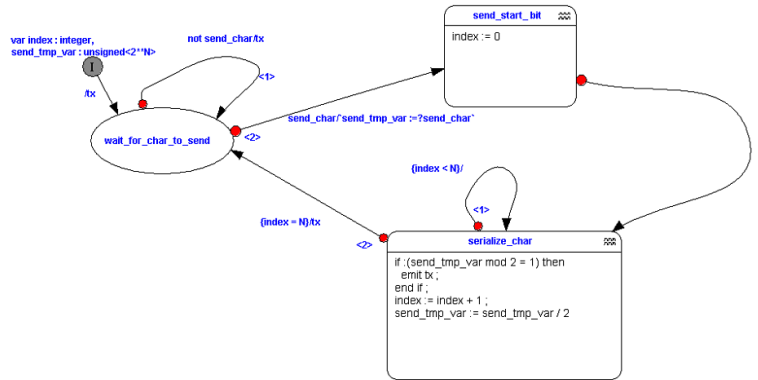 send_start_ bit
index := 0
var index : integer,
send_tmp_var : unsigned<2**N>
I
/tx
not send_char/tx
<1>
wait_for_char_to_send
<2>
send_char/`send_tmp_var :=?send_char`
{index < N}/
<1>
{index = N}/tx
<2>
serialize_char
if :(send_tmp_var mod 2 = 1) then
emit tx ;
end if ;
index := index + 1 ;
send_tmp_var := send_tmp_var / 2